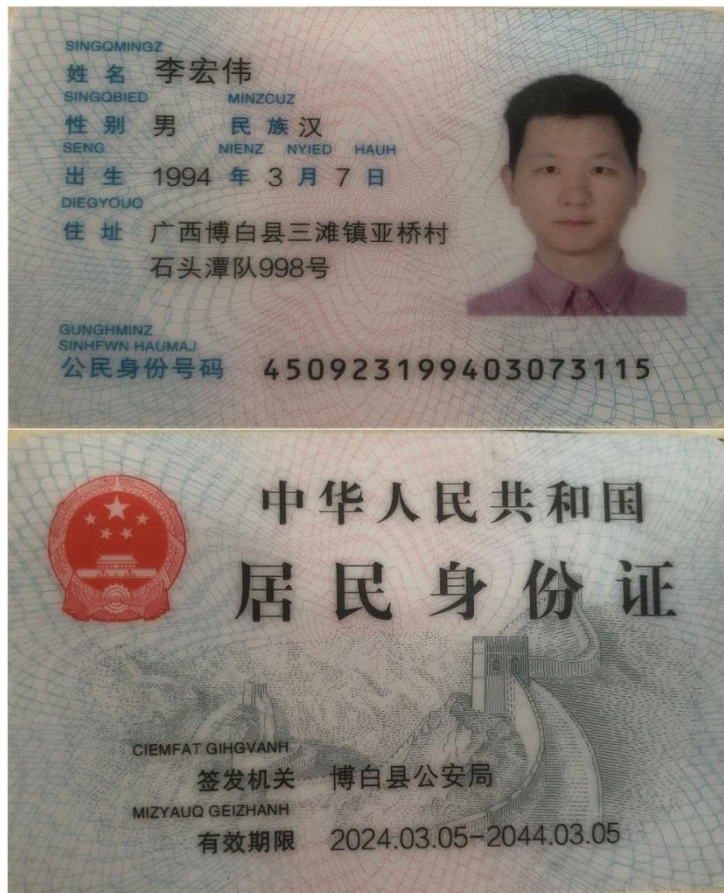 SINGQMINGZ
姓名 李宏伟
SINGQBIED MINZCUZ
性别 男 民族 汉
SENG NIENZ NYIED HAUH
出生 1994 年 3 月 7 日
DIEGYOUQ
住址 广西博白县三滩镇亚桥村
石头潭队998号
GUNGHMINZ
SINHFWN HAUMAJ
公民身份号码 450923199403073115
中华人民共和国
居民身份证
CIEMFAT GIHGVANH
签发机关 博白县公安局
MIZYAUQ GEIZHANH
有效期限 2024.03.05-2044.03.05